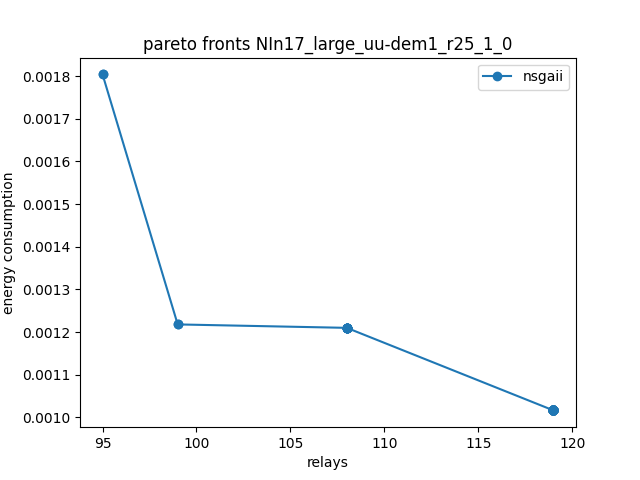 pareto fronts NIn17_large_uu-dem1_r25_1_0
nsgaii
energy consumption
0.0018
0.0017
0.0016
0.0015
0.0014
0.0013
0.0012
0.0011
0.0010
95 100 105 110 115 120
relays